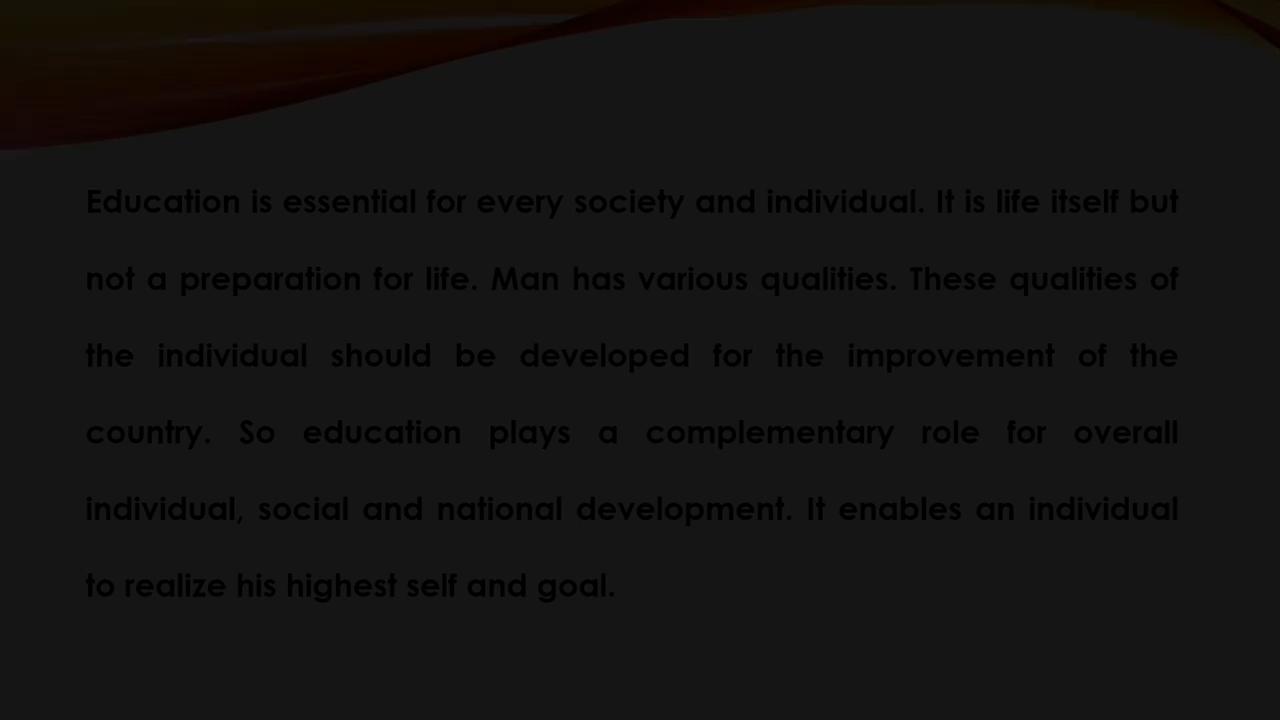 Education is essential for every society and individual. It is life itself but
not a preparation for life. Man has various qualities. These qualities of
the individual should be developed for the improvement of the
country. So education plays a complementary role for overall
individual, social and national development. It enables an individual
to realize his highest self and goal.